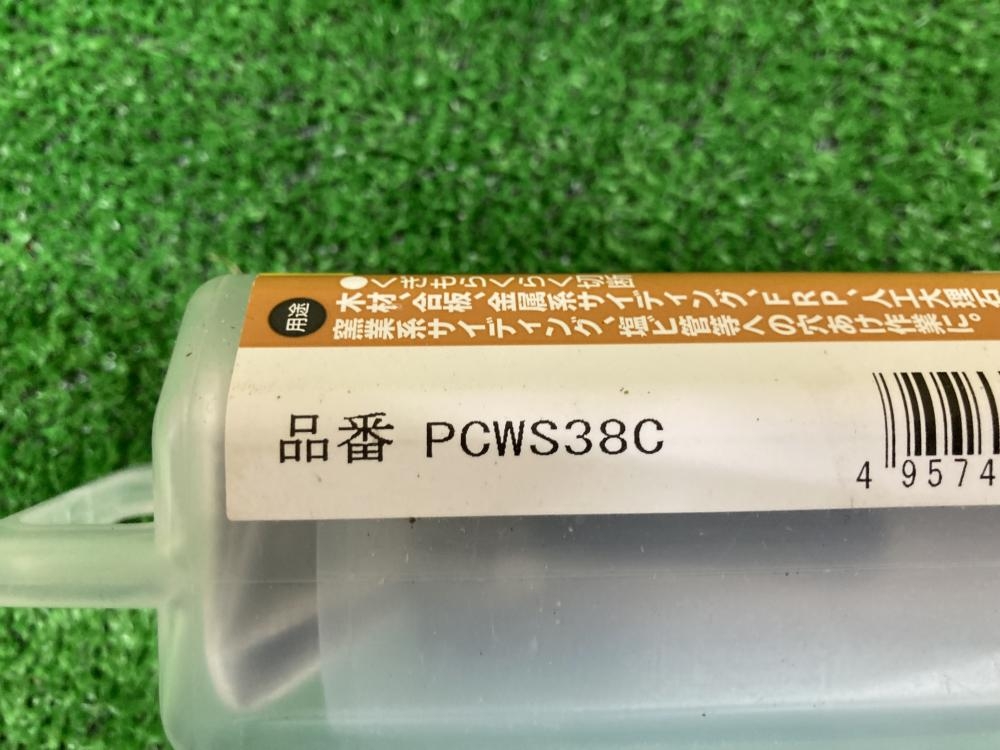 ●くぎもらくらく切断
用途
木材、合板、金属系サイディング、FRP、人工大理石
窯業系サイディング、塩ビ管等への穴あけ作業に。
品番 PCWS38C
4 9574